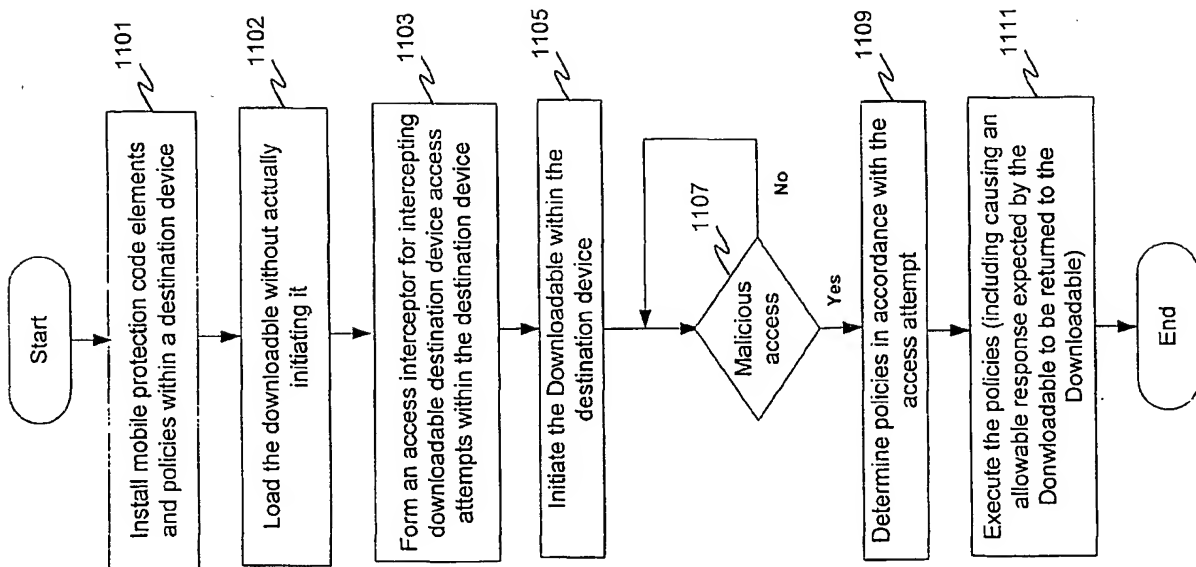 Start
1101
Install mobile protection code elements
and policies within a destination device
1102
Load the downloadable without actually
initiating it
1103
Form an access interceptor for intercepting
downloadable destination device access
attempts within the destination device
1105
Initiate the Downloadable within the
destination device
1107
Malicious
access
No
Yes
1109
Determine policies in accordance with the
access attempt
1111
Execute the policies (including causing an
allowable response expected by the
Donwloadable to be returned to the
Downloadable)
End